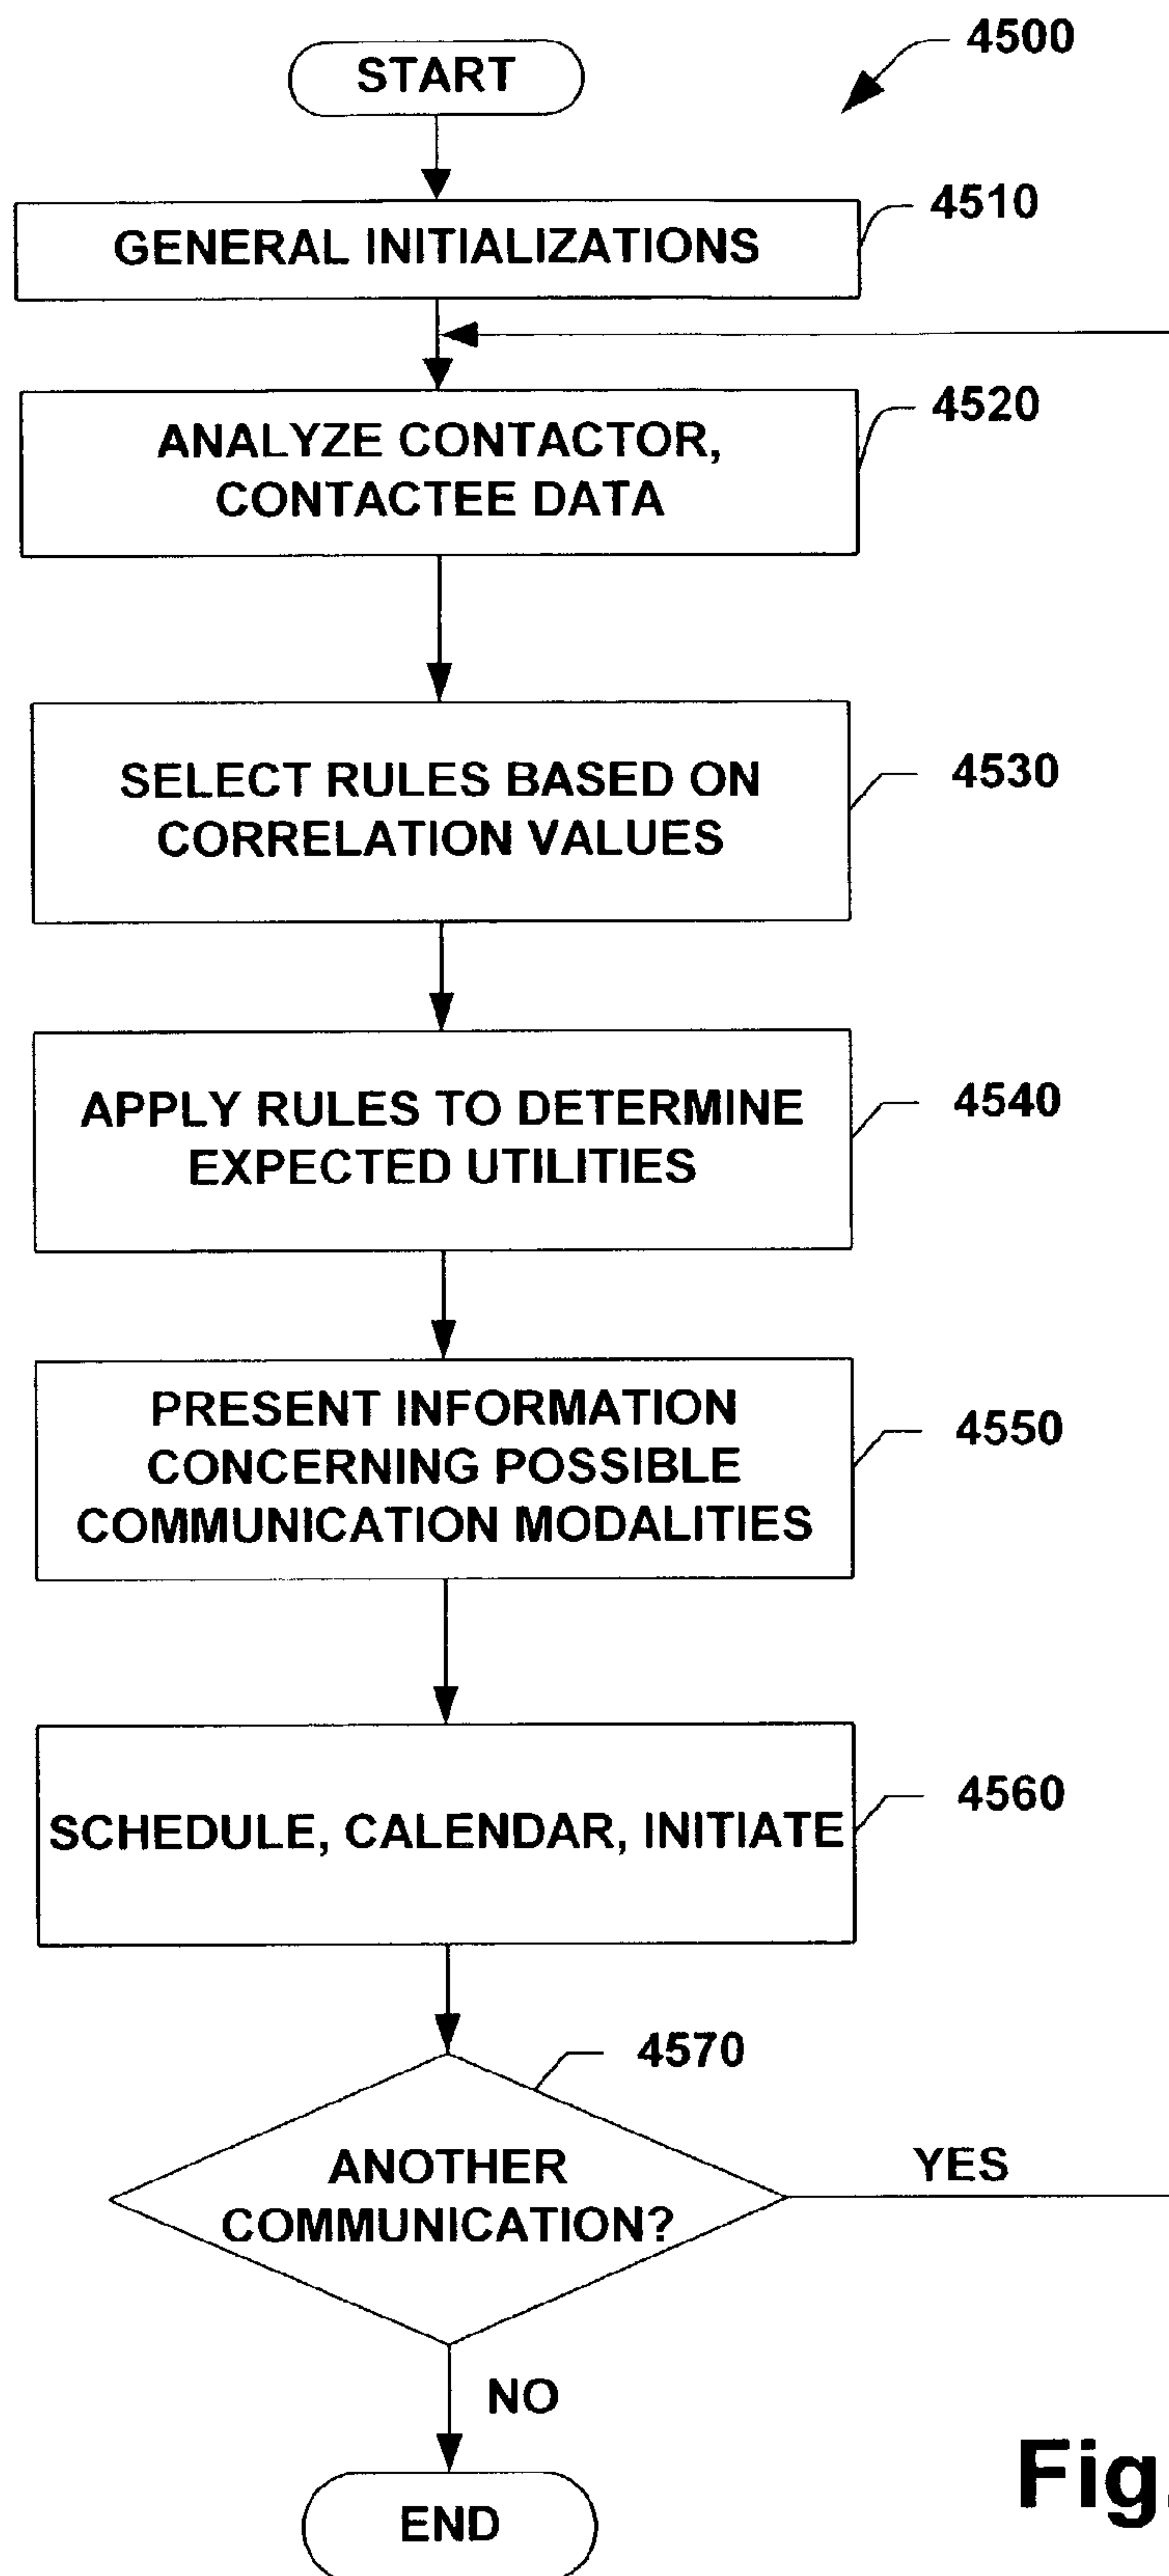 START
4500
4510
GENERAL INITIALIZATIONS
4520
ANALYZE CONTACTOR,
CONTACTEE DATA
4530
SELECT RULES BASED ON
CORRELATION VALUES
4540
APPLY RULES TO DETERMINE
EXPECTED UTILITIES
4550
PRESENT INFORMATION
CONCERNING POSSIBLE
COMMUNICATION MODALITIES
4560
SCHEDULE, CALENDAR, INITIATE
4570
ANOTHER
COMMUNICATION?
YES
NO
Fig.
END